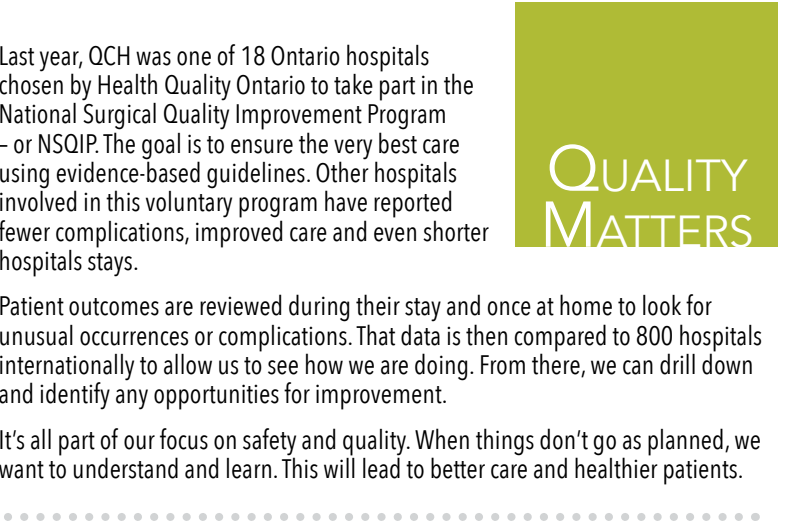 Last year, QCH was one of 18 Ontario hospitals
chosen by Health Quality Ontario to take part in the
National Surgical Quality Improvement Program
– or NSQIP. The goal is to ensure the very best care
using evidence-based guidelines. Other hospitals
involved in this voluntary program have reported
fewer complications, improved care and even shorter
hospitals stays.
QUALITY
MATTERS
Patient outcomes are reviewed during their stay and once at home to look for
unusual occurrences or complications. That data is then compared to 800 hospitals
internationally to allow us to see how we are doing. From there, we can drill down
and identify any opportunities for improvement.
It’s all part of our focus on safety and quality. When things don’t go as planned, we
want to understand and learn. This will lead to better care and healthier patients.